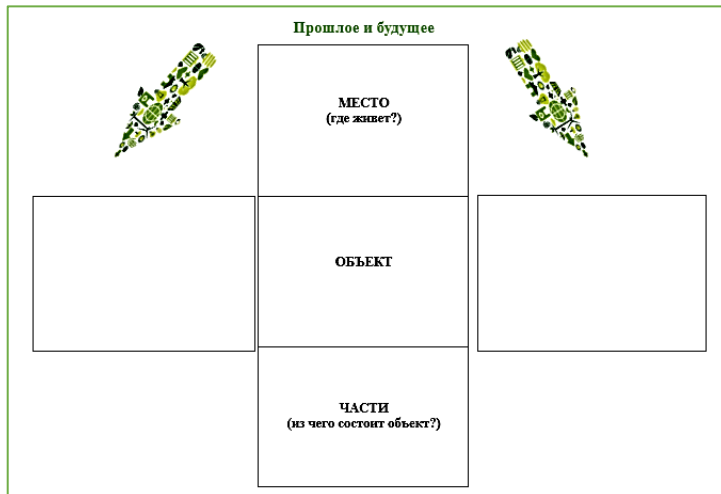 Прошлое и будущее
МЕСТО
(где живет?)
ОБЪЕКТ
ЧАСТИ
(из чего состоит объект?)